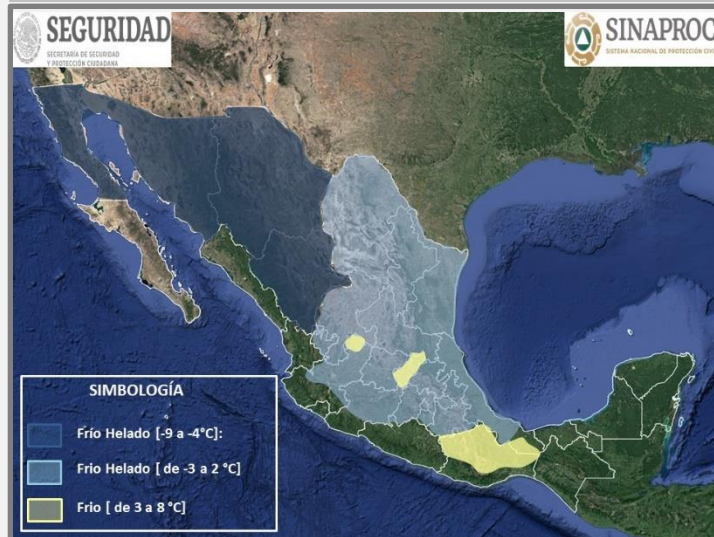 SEGURIDAD
SECRETARÍA DE SEGURIDAD
Y PROTECCIÓN CIUDADANA
SINAPROC
SISTEMA NACIONAL DE PROTECCIÓN CIVI
SIMBOLOGÍA
Frío Helado [-9 a -4°C]:
Frio Helado [ de -3 a 2 °C]
Frio [ de 3 a 8 °C]